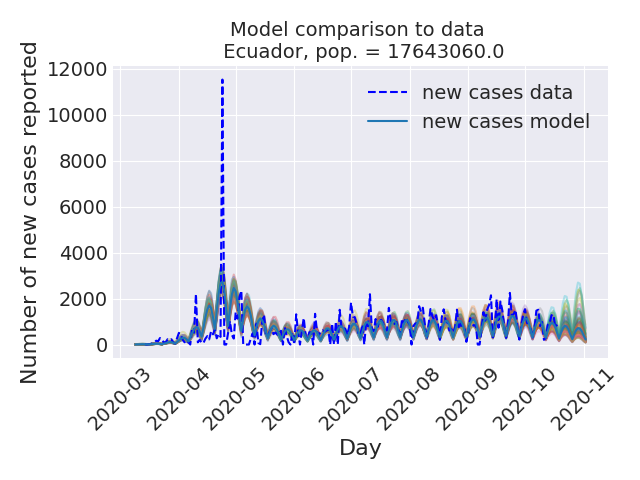 Model comparison to data
Ecuador, pop. = 17643060.0
Number of new cases reported
12000
10000
8000
6000
4000
2000
0
new cases data
new cases model
2020-03
2020-04
2020-05
2020-06
2020-07
2020-08
2020-09
2020-10
2020-11
Day